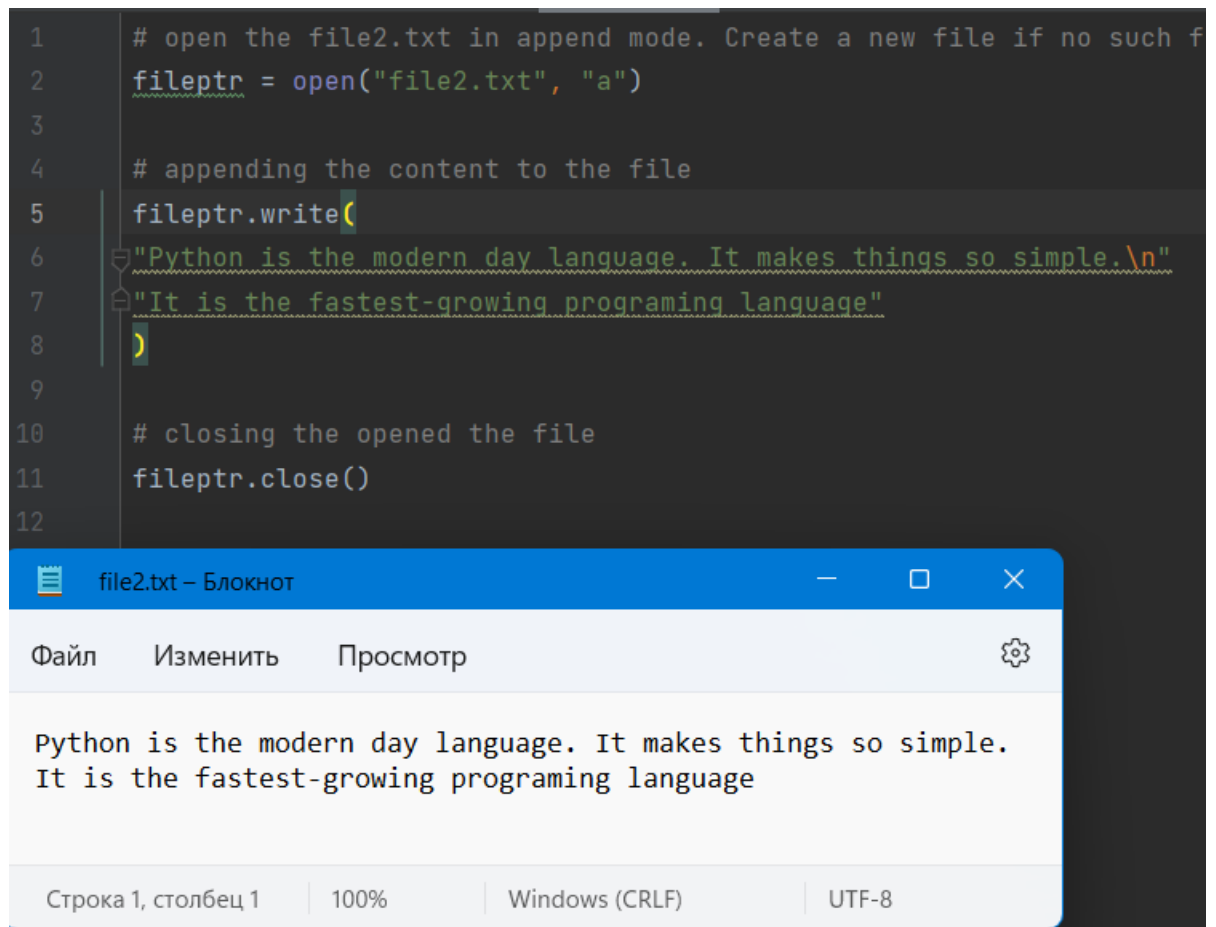 1 # open the file2.txt in append mode. Create a new file if no such f
2 fileptr = open("file2.txt", "a")
3
4 # appending the content to the file
5 fileptr.write(
6 "Python is the modern day language. It makes things so simple.\n"
7 "It is the fastest-growing programing language"
8 )
9
10 # closing the opened the file
11 fileptr.close()
12
file2.txt – Блокнот
Файл Изменить Просмотр
Python is the modern day language. It makes things so simple.
It is the fastest-growing programing language
Строка 1, столбец 1 100% Windows (CRLF) UTF-8